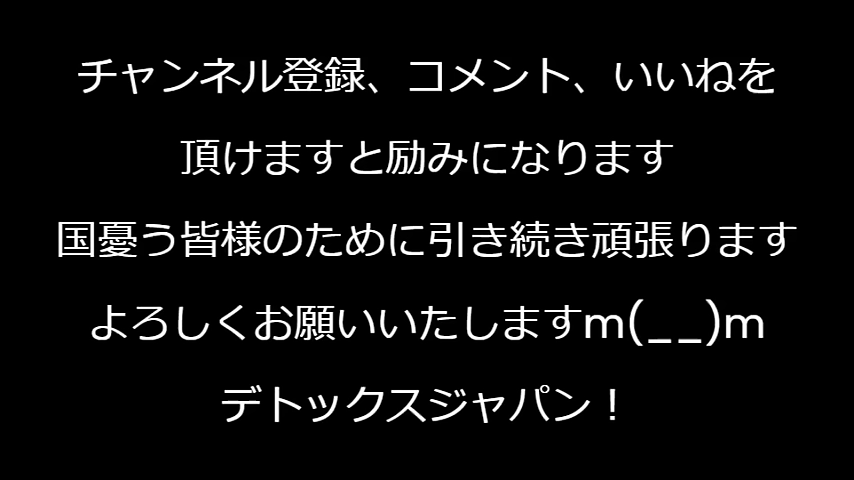 チャンネル登録、コメント、いいねを
頂けますと励みになります
国憂う皆様のために引き続き頑張ります
よろしくお願いいたしますm(__)m
デトックスジャパン！